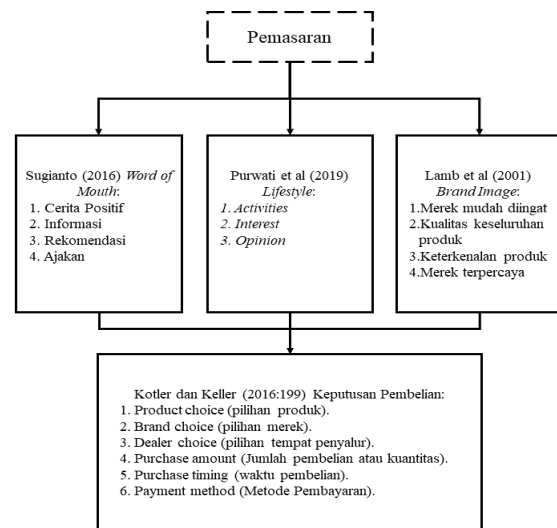 Pemasaran
Sugianto (2016) Word of
Mouth:
1. Cerita Positif
2. Informasi
3. Rekomendasi
4. Ajakan
Purwati et al (2019)
Lifestyle:
1. Activities
2. Interest
3. Opinion
Lamb et al (2001)
Brand Image:
1.Merek mudah diingat
2.Kualitas keseluruhan
produk
3.Keterkenalan produk
4.Merek terpercaya
Kotler dan Keller (2016:199) Keputusan Pembelian:
1. Product choice (pilihan produk).
2. Brand choice (pilihan merek).
3. Dealer choice (pilihan tempat penyalur).
4. Purchase amount (Jumlah pembelian atau kuantitas).
5. Purchase timing (waktu pembelian).
6. Payment method (Metode Pembayaran).